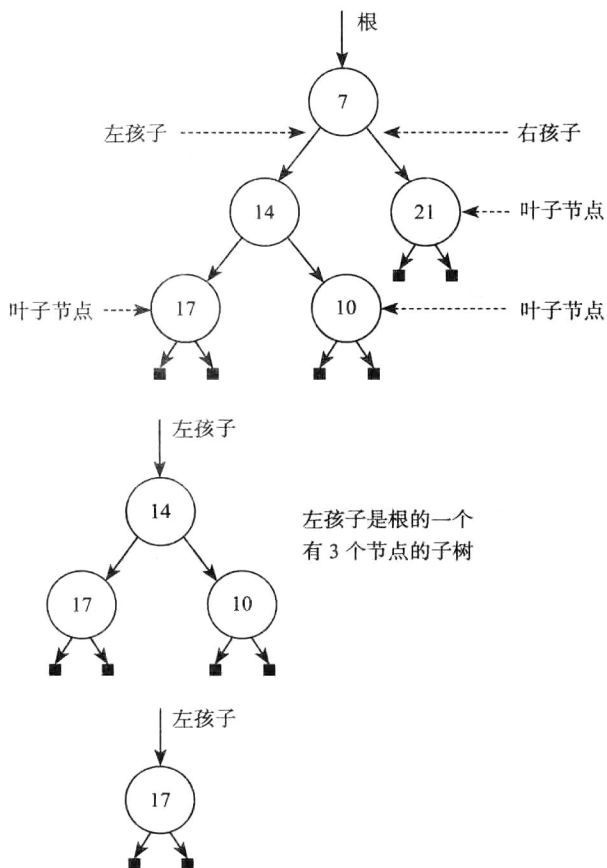 根
7
左孩子
右孩子
14
21
叶子节点
叶子节点
17
10
叶子节点
左孩子
14
左孩子是根的一个
有 3 个节点的子树
17
10
左孩子
17